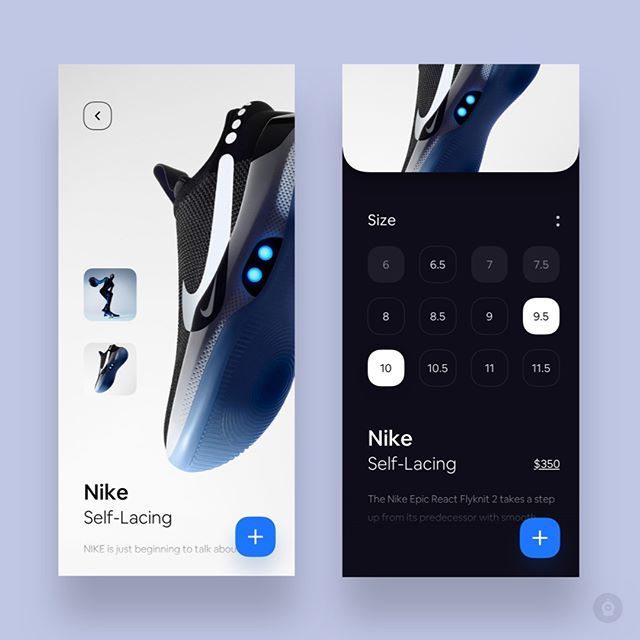 Nike
Self-Lacing
NIKE is just beginning to talk abou
Size
6 6.5 7 7.5
8 8.5 9 9.5
10 10.5 11 11.5
Nike
Self-Lacing $350
The Nike Epic React Flyknit 2 takes a step
up from its predecessor with smooth